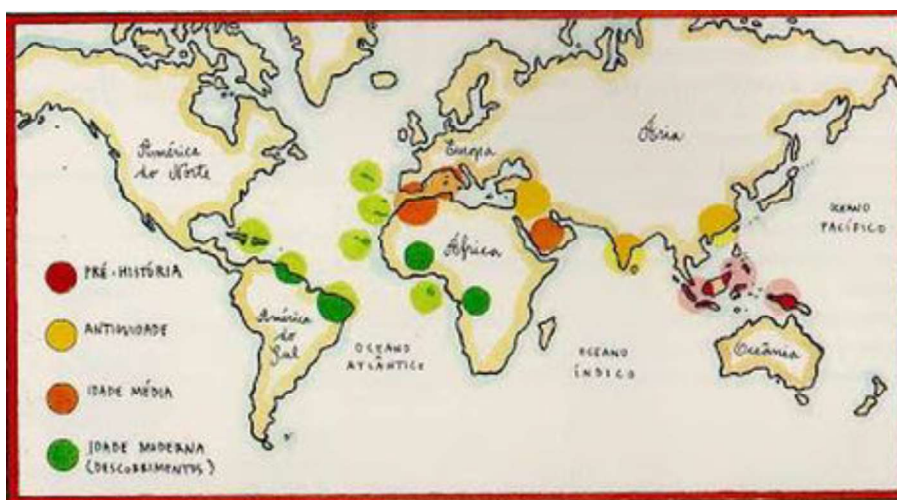 América
do Norte
Europa
Ásia
África
OCEANO
PACÍFICO
PRÉ-HISTÓRIA
ANTIGUIDADE
IDADE MÉDIA
IDADE MODERNA
(DESCOBRIMENTOS)
América
do
Sul
OCEANO
ATLÂNTICO
OCEANO
ÍNDICO
Oceânia